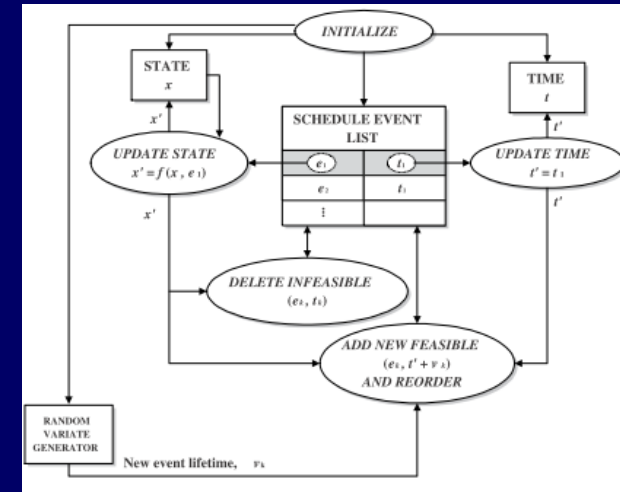 INITIALIZE
STATE
x
TIME
t
SCHEDULE EVENT
LIST
x'
t'
e₁
t₁
UPDATE STATE
x' = f(x, e₁)
UPDATE TIME
t' = t₁
e₂
t₂
⋮
x'
t'
DELETE INFEASIBLE
(eₖ, tₖ)
ADD NEW FEASIBLE
(eₖ, t' + vₖ)
AND REORDER
RANDOM
VARIATE
GENERATOR
New event lifetime, vₖ